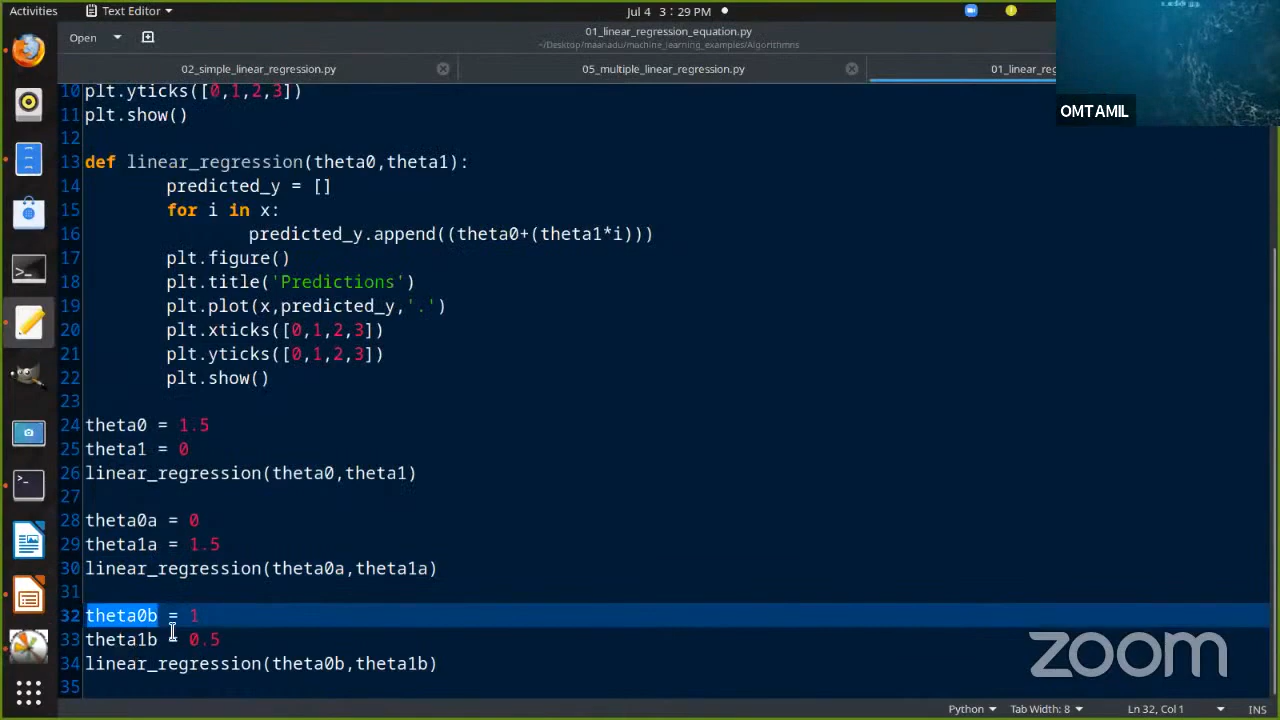 Activities Text Editor Jul 4 3:29 PM
Open 01_linear_regression_equation.py
~/Desktop/maanadu/machine_learning_examples/Algorithmns
02_simple_linear_regression.py 05_multiple_linear_regression.py 01_linear_reg
OMTAMIL
10 plt.yticks([0,1,2,3])
11 plt.show()
12
13 def linear_regression(theta0,theta1):
14 predicted_y = []
15 for i in x:
16 predicted_y.append((theta0+(theta1*i)))
17 plt.figure()
18 plt.title('Predictions')
19 plt.plot(x,predicted_y,'.')
20 plt.xticks([0,1,2,3])
21 plt.yticks([0,1,2,3])
22 plt.show()
23
24 theta0 = 1.5
25 theta1 = 0
26 linear_regression(theta0,theta1)
27
28 theta0a = 0
29 theta1a = 1.5
30 linear_regression(theta0a,theta1a)
31
32 theta0b = 1
33 theta1b = 0.5
34 linear_regression(theta0b,theta1b)
35
zoom
Python Tab Width: 8 Ln 32, Col 1 INS